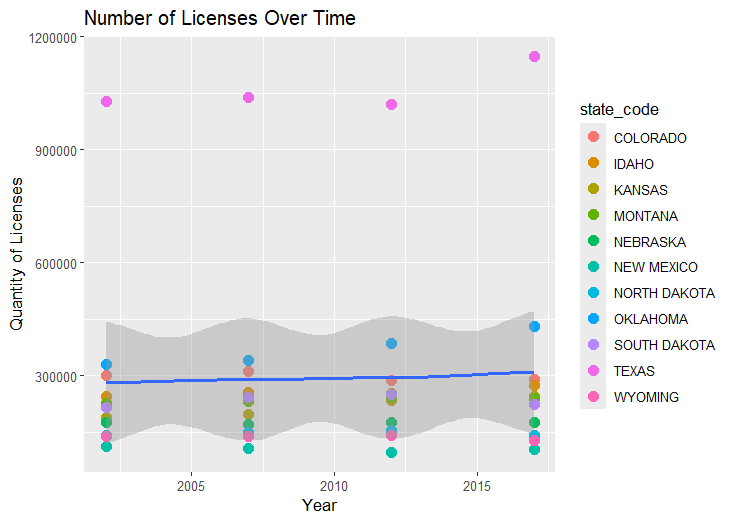 Number of Licenses Over Time
1200000
900000
600000
300000
Quantity of Licenses
2005 2010 2015
Year
state_code
COLORADO
IDAHO
KANSAS
MONTANA
NEBRASKA
NEW MEXICO
NORTH DAKOTA
OKLAHOMA
SOUTH DAKOTA
TEXAS
WYOMING